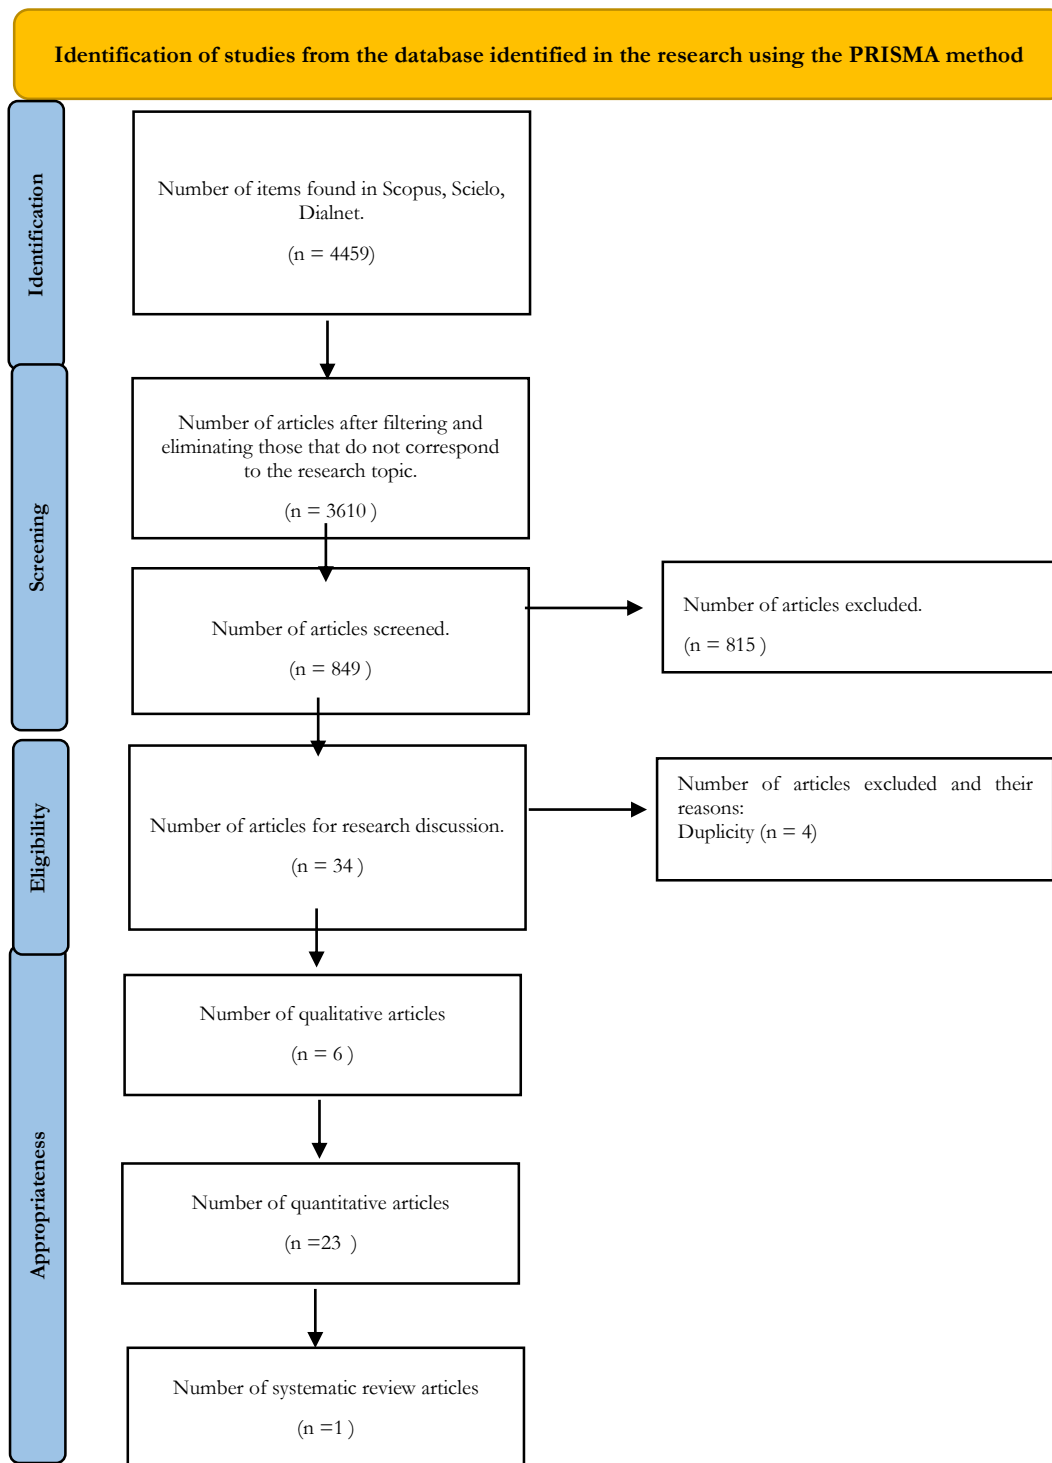 Identification of studies from the database identified in the research using the PRISMA method
Identification
Number of items found in Scopus, Scielo,
Dialnet.
(n = 4459)
Screening
Number of articles after filtering and
eliminating those that do not correspond
to the research topic.
(n = 3610 )
Number of articles screened.
(n = 849 )
Number of articles excluded.
(n = 815 )
Eligibility
Number of articles for research discussion.
(n = 34 )
Number of articles excluded and their
reasons:
Duplicity (n = 4)
Appropriateness
Number of qualitative articles
(n = 6 )
Number of quantitative articles
(n =23 )
Number of systematic review articles
(n =1 )